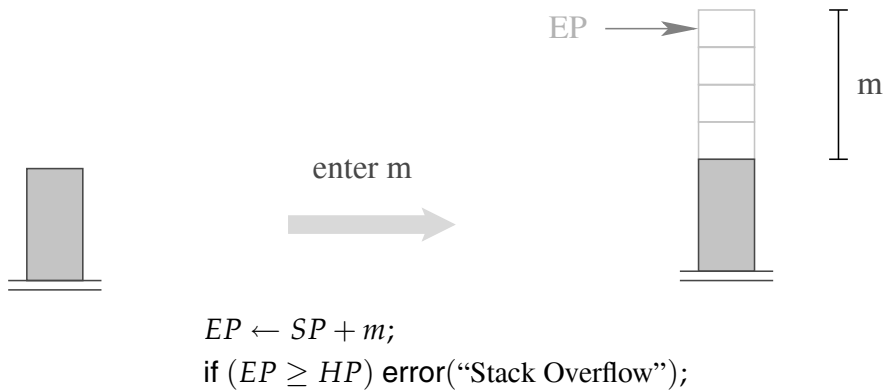 EP
m
enter m
EP ← SP + m;
if (EP ≥ HP) error(“Stack Overflow”);